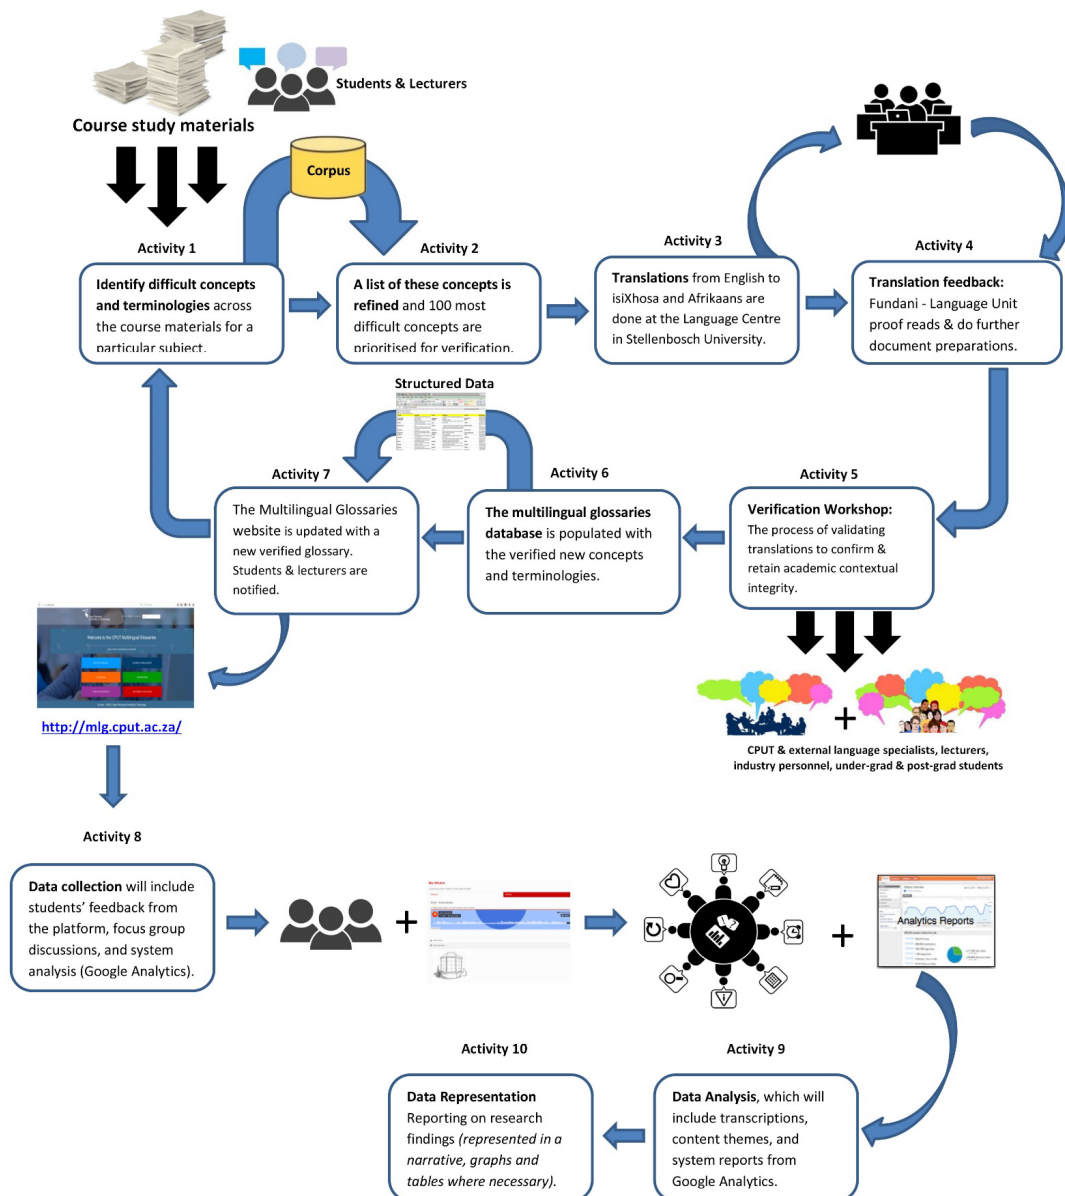 Students & Lecturers
Course study materials
Corpus
Activity 1
Identify difficult concepts
and terminologies across
the course materials for a
particular subject.
Activity 2
A list of these concepts is
refined and 100 most
difficult concepts are
prioritised for verification.
Activity 3
Translations from English to
isiXhosa and Afrikaans are
done at the Language Centre
in Stellenbosch University.
Activity 4
Translation feedback:
Fundani - Language Unit
proof reads & do further
document preparations.
Structured Data
Activity 7
The Multilingual Glossaries
website is updated with a
new verified glossary.
Students & lecturers are
notified.
Activity 6
The multilingual glossaries
database is populated with
the verified new concepts
and terminologies.
Activity 5
Verification Workshop:
The process of validating
translations to confirm &
retain academic contextual
integrity.
Welcome to the CPUT Multilingual Glossaries
http://mlg.cput.ac.za/
+
CPUT & external language specialists, lecturers,
industry personnel, under-grad & post-grad students
Activity 8
Data collection will include
students' feedback from
the platform, focus group
discussions, and system
analysis (Google Analytics).
+
+
Analytics Reports
Activity 10
Data Representation
Reporting on research
findings (represented in a
narrative, graphs and
tables where necessary).
Activity 9
Data Analysis, which will
include transcriptions,
content themes, and
system reports from
Google Analytics.